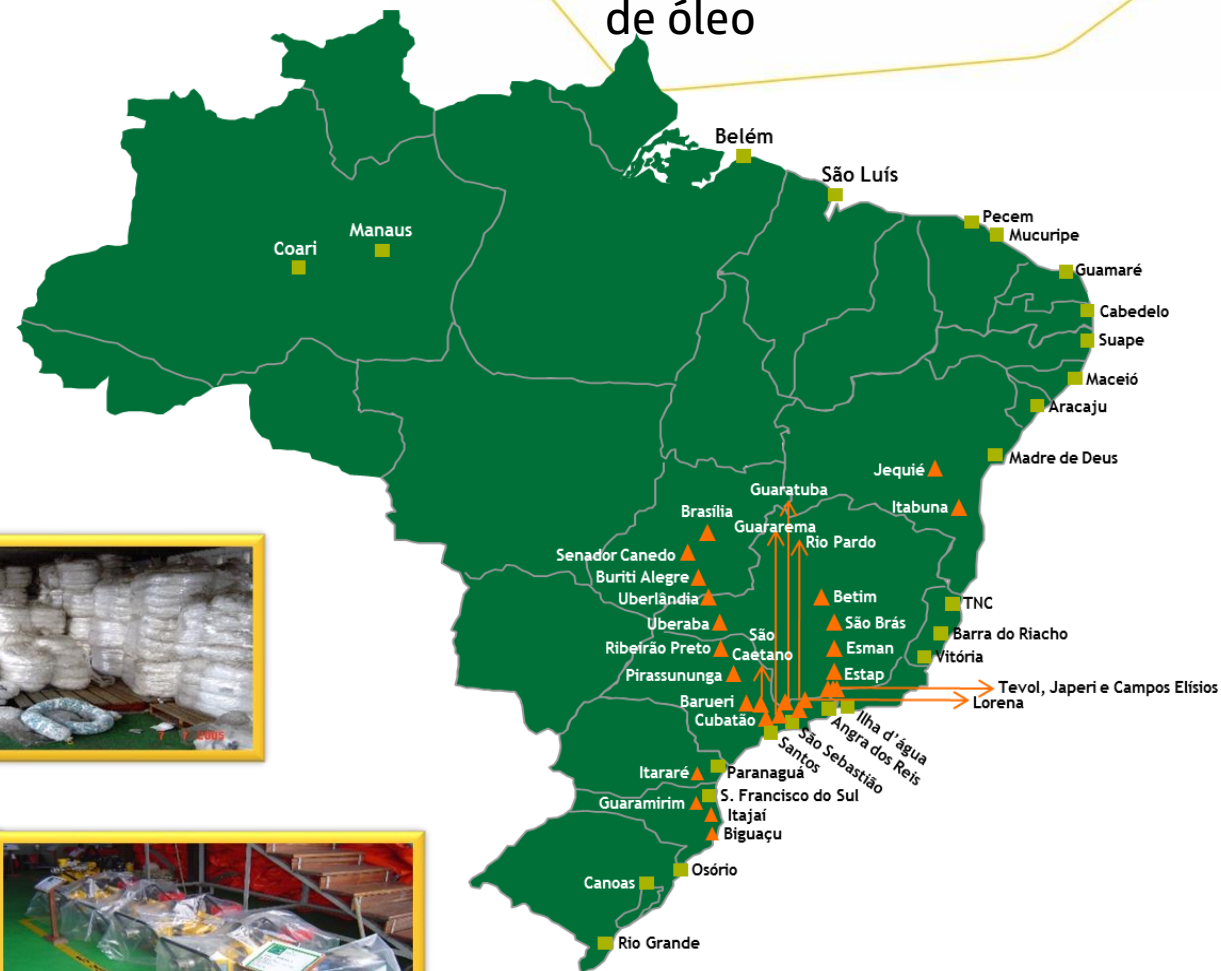 de óleo
Belém
São Luís
Pecem
Mucuripe
Manaus
Coari
Guamaré
Cabedelo
Suape
Maceió
Aracaju
Madre de Deus
Jequié
Guaratuba
Itabuna
Brasília
Guararema
Rio Pardo
Senador Canedo
Buriti Alegre
Uberlândia
Betim
TNC
Uberaba
São Brás
São
Caetano
Barra do Riacho
Ribeirão Preto
Esman
Vitória
Pirassununga
Estap
Tevol, Japeri e Campos Elísios
Barueri
Lorena
Cubatão
Ilha d'água
Angra dos Reis
São Sebastião
Santos
Itararé
Paranaguá
S. Francisco do Sul
Guaramirim
Itajaí
Biguaçu
Osório
Canoas
Rio Grande
7 7 2005